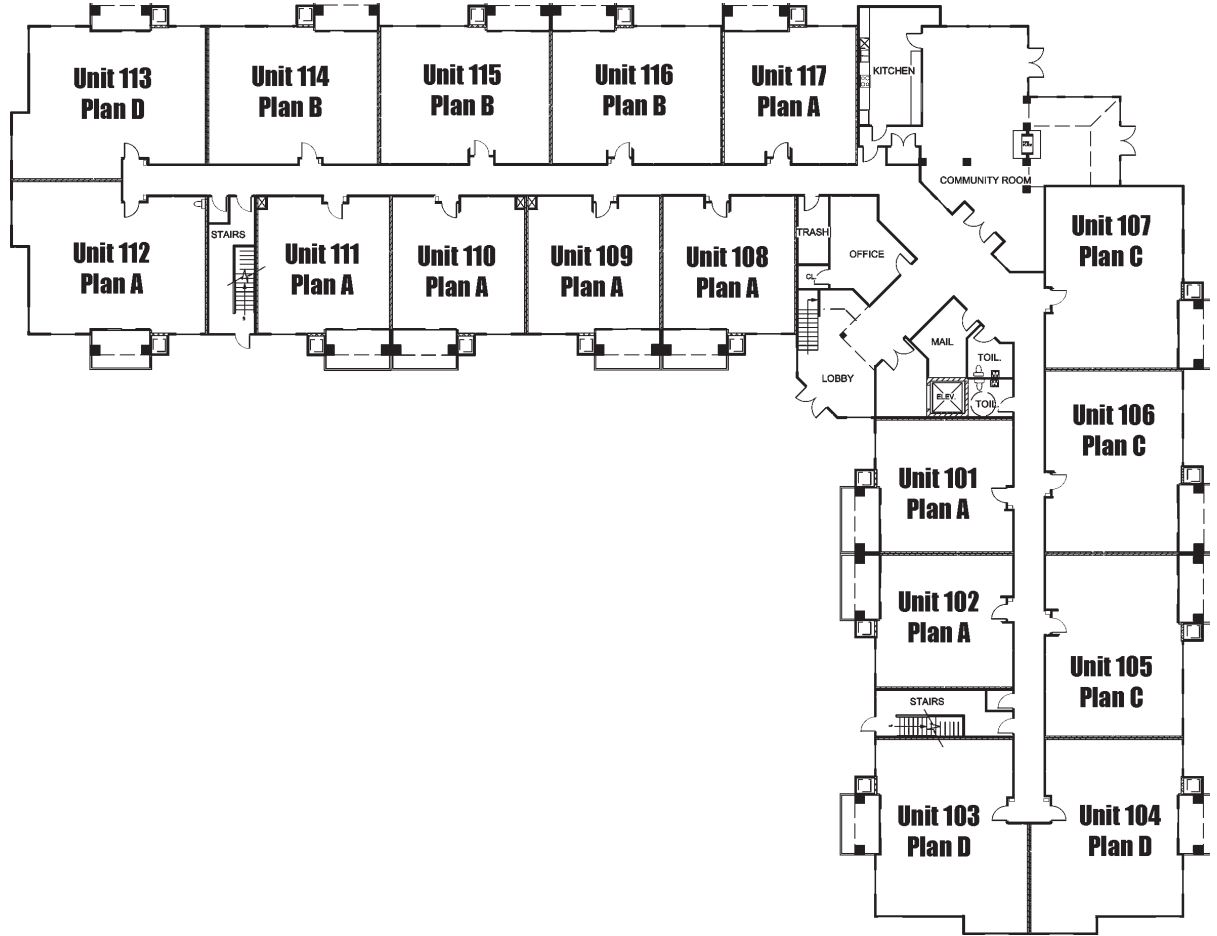 Unit 113
Plan D
Unit 114
Plan B
Unit 115
Plan B
Unit 116
Plan B
Unit 117
Plan A
KITCHEN
COMMUNITY ROOM
Unit 112
Plan A
STAIRS
Unit 111
Plan A
Unit 110
Plan A
Unit 109
Plan A
Unit 108
Plan A
TRASH
OFFICE
CL.
Unit 107
Plan C
MAIL
TOIL.
LOBBY
ELEV.
TOIL.
Unit 106
Plan C
Unit 101
Plan A
Unit 102
Plan A
Unit 105
Plan C
STAIRS
Unit 103
Plan D
Unit 104
Plan D